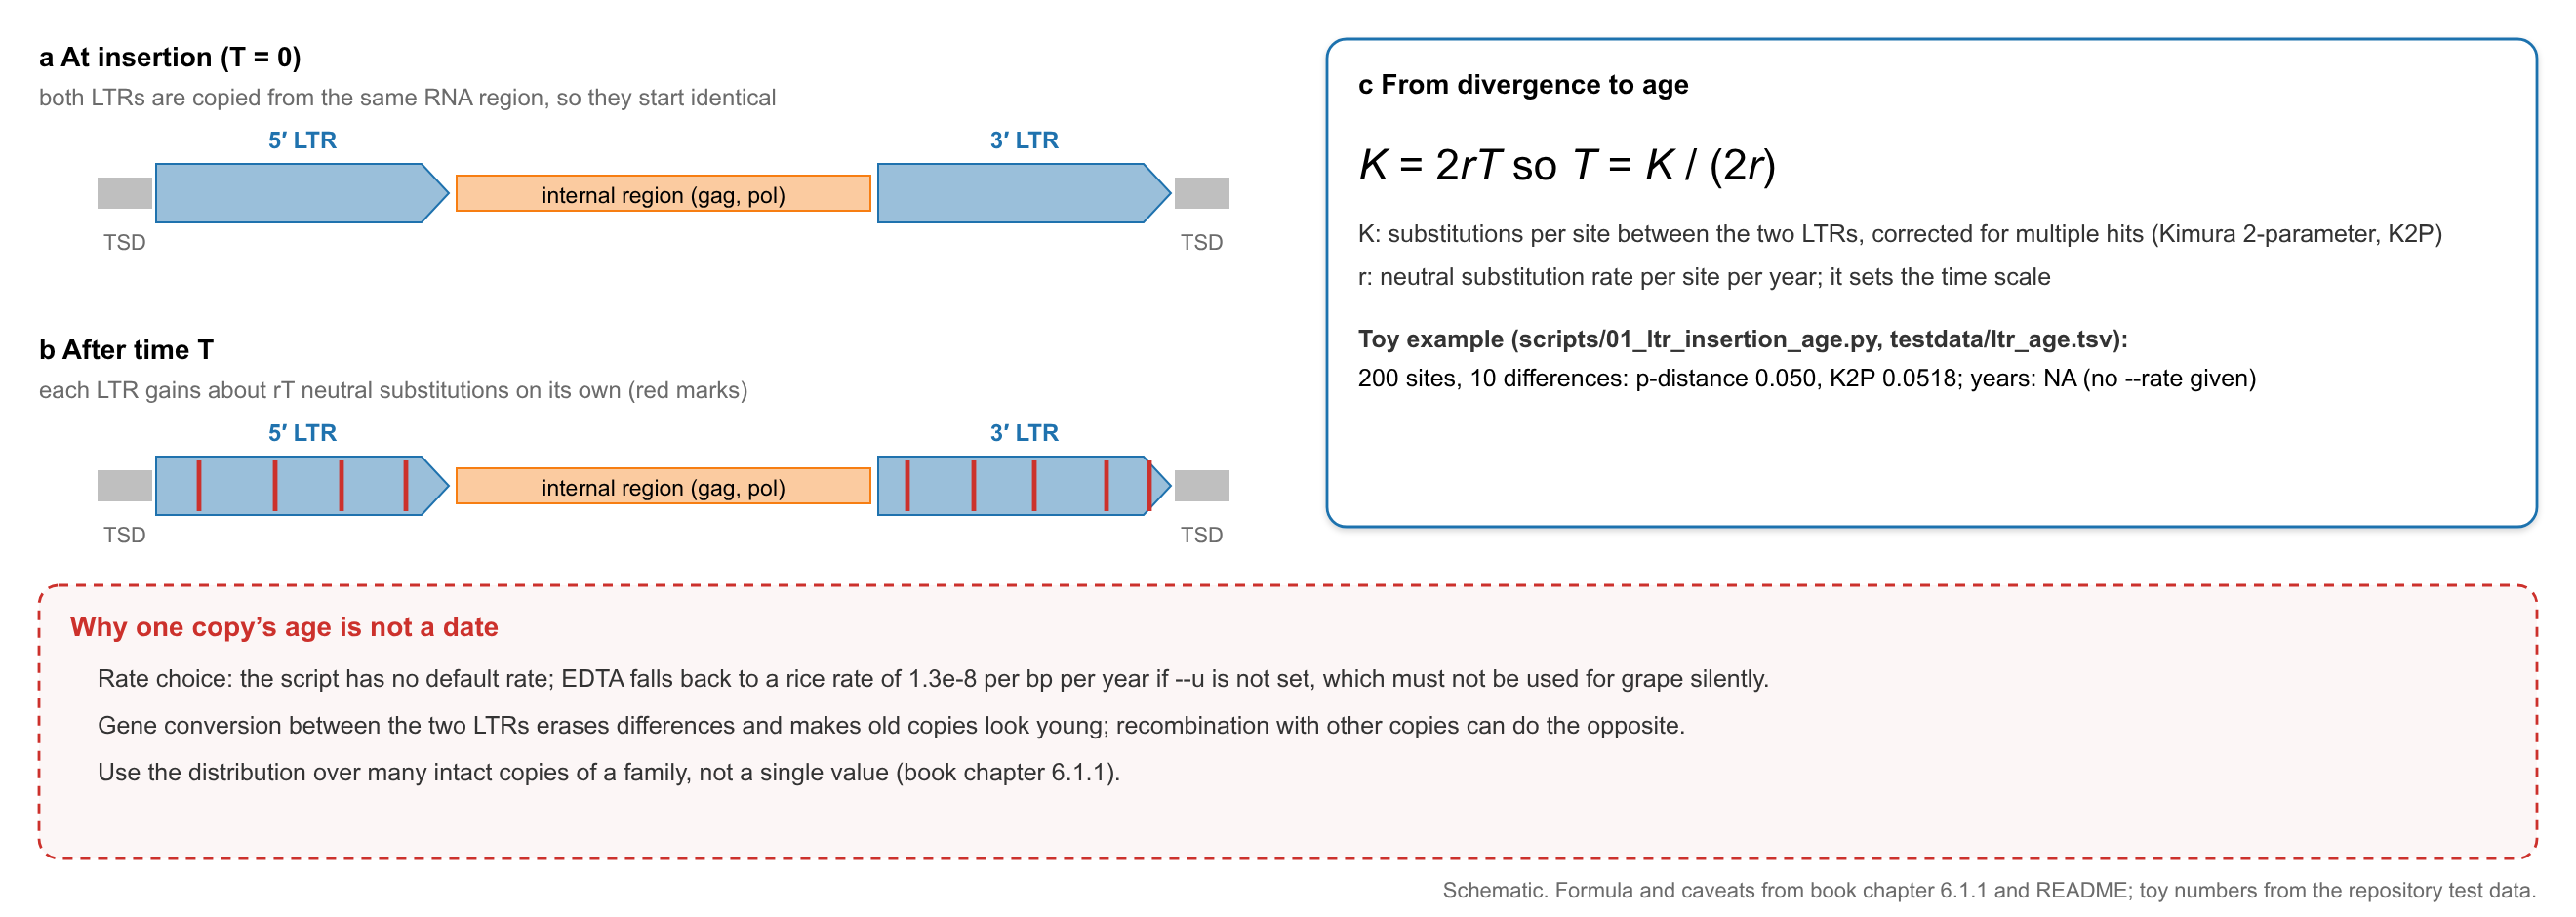 a At insertion (T = 0)
both LTRs are copied from the same RNA region, so they start identical
5′ LTR
3′ LTR
internal region (gag, pol)
TSD
TSD
b After time T
each LTR gains about rT neutral substitutions on its own (red marks)
5′ LTR
3′ LTR
internal region (gag, pol)
TSD
TSD
c From divergence to age
K = 2rT so T = K / (2r)
K: substitutions per site between the two LTRs, corrected for multiple hits (Kimura 2-parameter, K2P)
r: neutral substitution rate per site per year; it sets the time scale
Toy example (scripts/01_ltr_insertion_age.py, testdata/ltr_age.tsv):
200 sites, 10 differences: p-distance 0.050, K2P 0.0518; years: NA (no --rate given)
Why one copy’s age is not a date
Rate choice: the script has no default rate; EDTA falls back to a rice rate of 1.3e-8 per bp per year if --u is not set, which must not be used for grape silently.
Gene conversion between the two LTRs erases differences and makes old copies look young; recombination with other copies can do the opposite.
Use the distribution over many intact copies of a family, not a single value (book chapter 6.1.1).
Schematic. Formula and caveats from book chapter 6.1.1 and README; toy numbers from the repository test data.